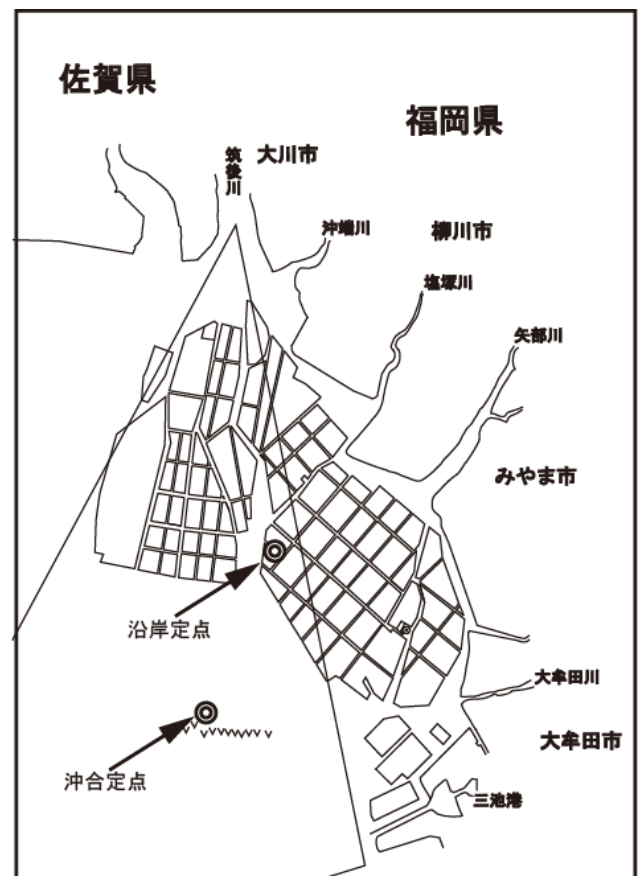 佐賀県
福岡県
筑後川
大川市
沖端川
柳川市
塩塚川
矢部川
みやま市
沿岸定点
大牟田川
沖合定点
大牟田市
三池港